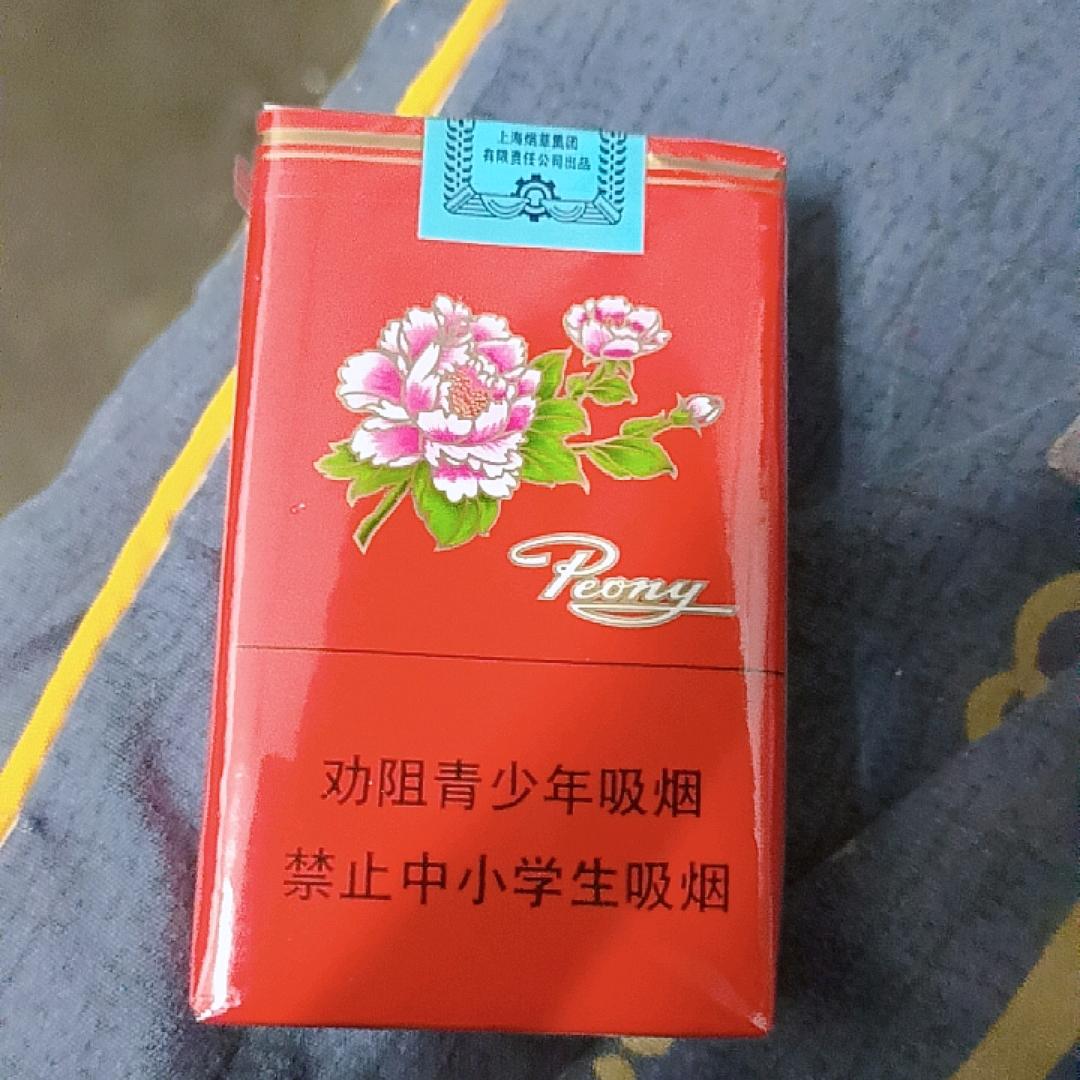 上海烟草集团
有限责任公司出品
Peony
劝阻青少年吸烟
禁止中小学生吸烟